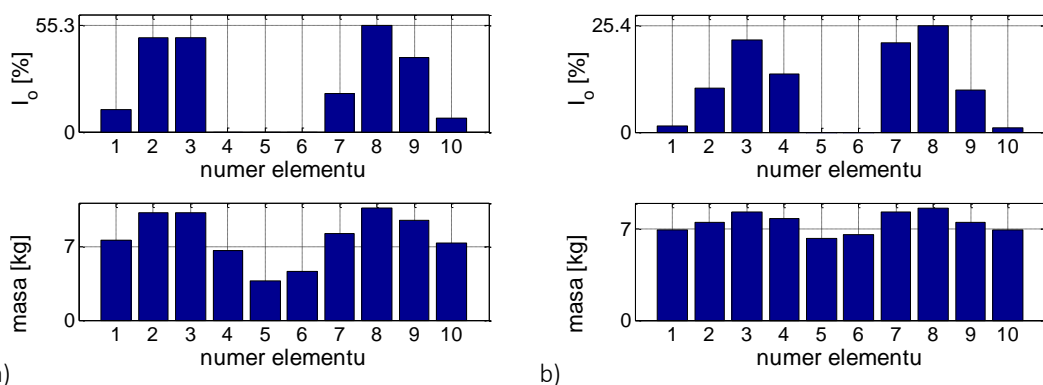 55.3
I_o [%]
0
1 2 3 4 5 6 7 8 9 10
numer elementu
7
masa [kg]
0
1 2 3 4 5 6 7 8 9 10
numer elementu
25.4
I_o [%]
0
1 2 3 4 5 6 7 8 9 10
numer elementu
7
masa [kg]
0
1 2 3 4 5 6 7 8 9 10
numer elementu
b)